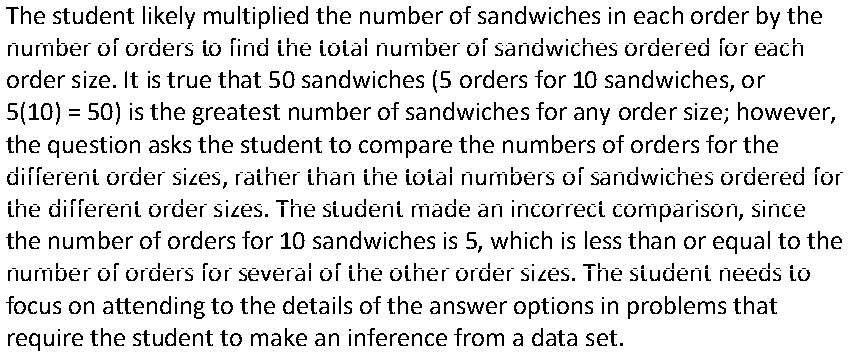 The student likely multiplied the number of sandwiches in each order by the
number of orders to find the total number of sandwiches ordered for each
order size. It is true that 50 sandwiches (5 orders for 10 sandwiches, or
5(10) = 50) is the greatest number of sandwiches for any order size; however,
the question asks the student to compare the numbers of orders for the
different order sizes, rather than the total numbers of sandwiches ordered for
the different order sizes. The student made an incorrect comparison, since
the number of orders for 10 sandwiches is 5, which is less than or equal to the
number of orders for several of the other order sizes. The student needs to
focus on attending to the details of the answer options in problems that
require the student to make an inference from a data set.